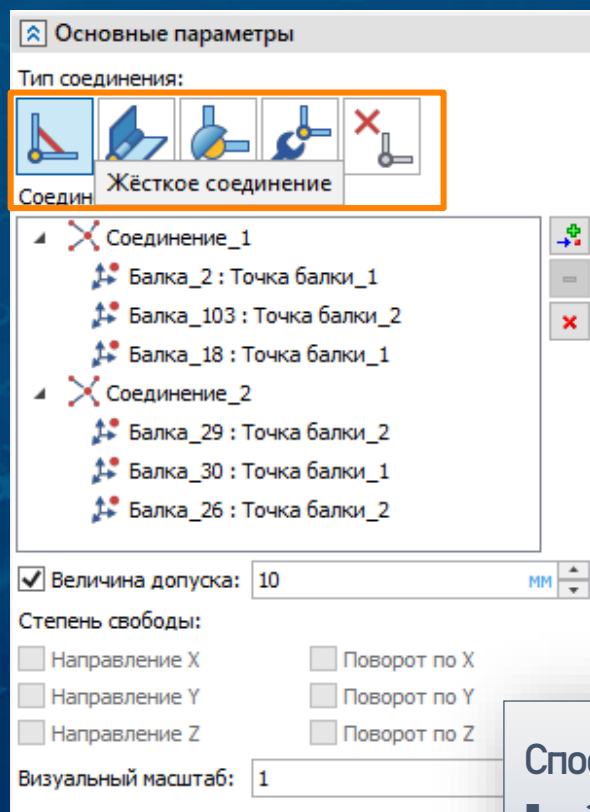 Основные параметры
Тип соединения:
Жёсткое соединение
Соединение_1
Балка_2 : Точка балки_1
Балка_103 : Точка балки_2
Балка_18 : Точка балки_1
Соединение_2
Балка_29 : Точка балки_2
Балка_30 : Точка балки_1
Балка_26 : Точка балки_2
Величина допуска: 10 мм
Степень свободы:
Направление X Поворот по X
Направление Y Поворот по Y
Направление Z Поворот по Z
Визуальный масштаб: 1